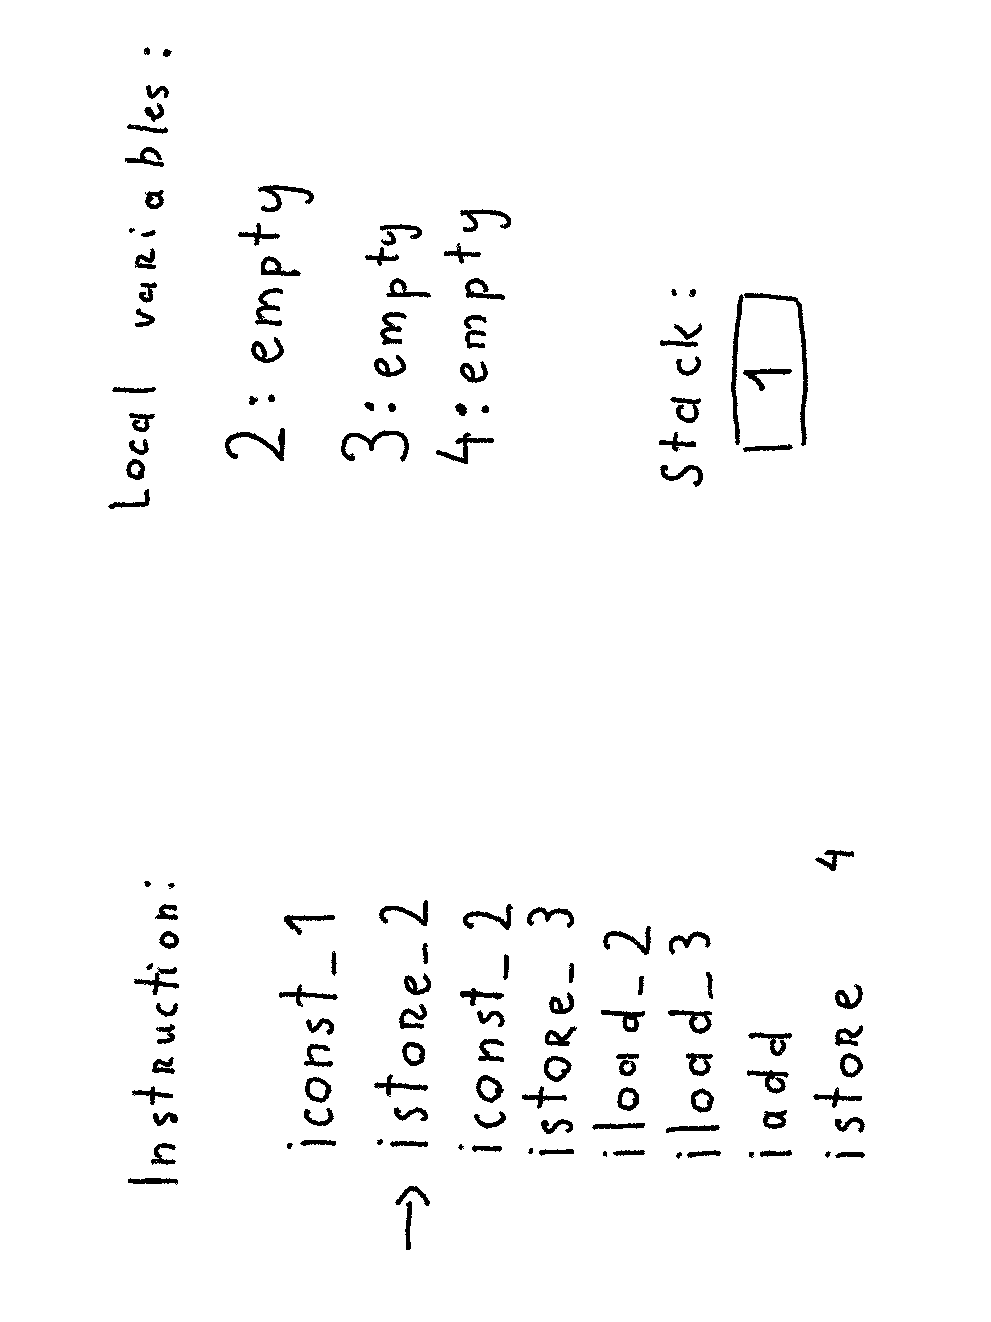 Instruction:
iconst_1
→ istore_2
iconst_2
istore_3
iload_2
iload_3
iadd
istore 4
Local variables:
2: empty
3: empty
4: empty
Stack:
1